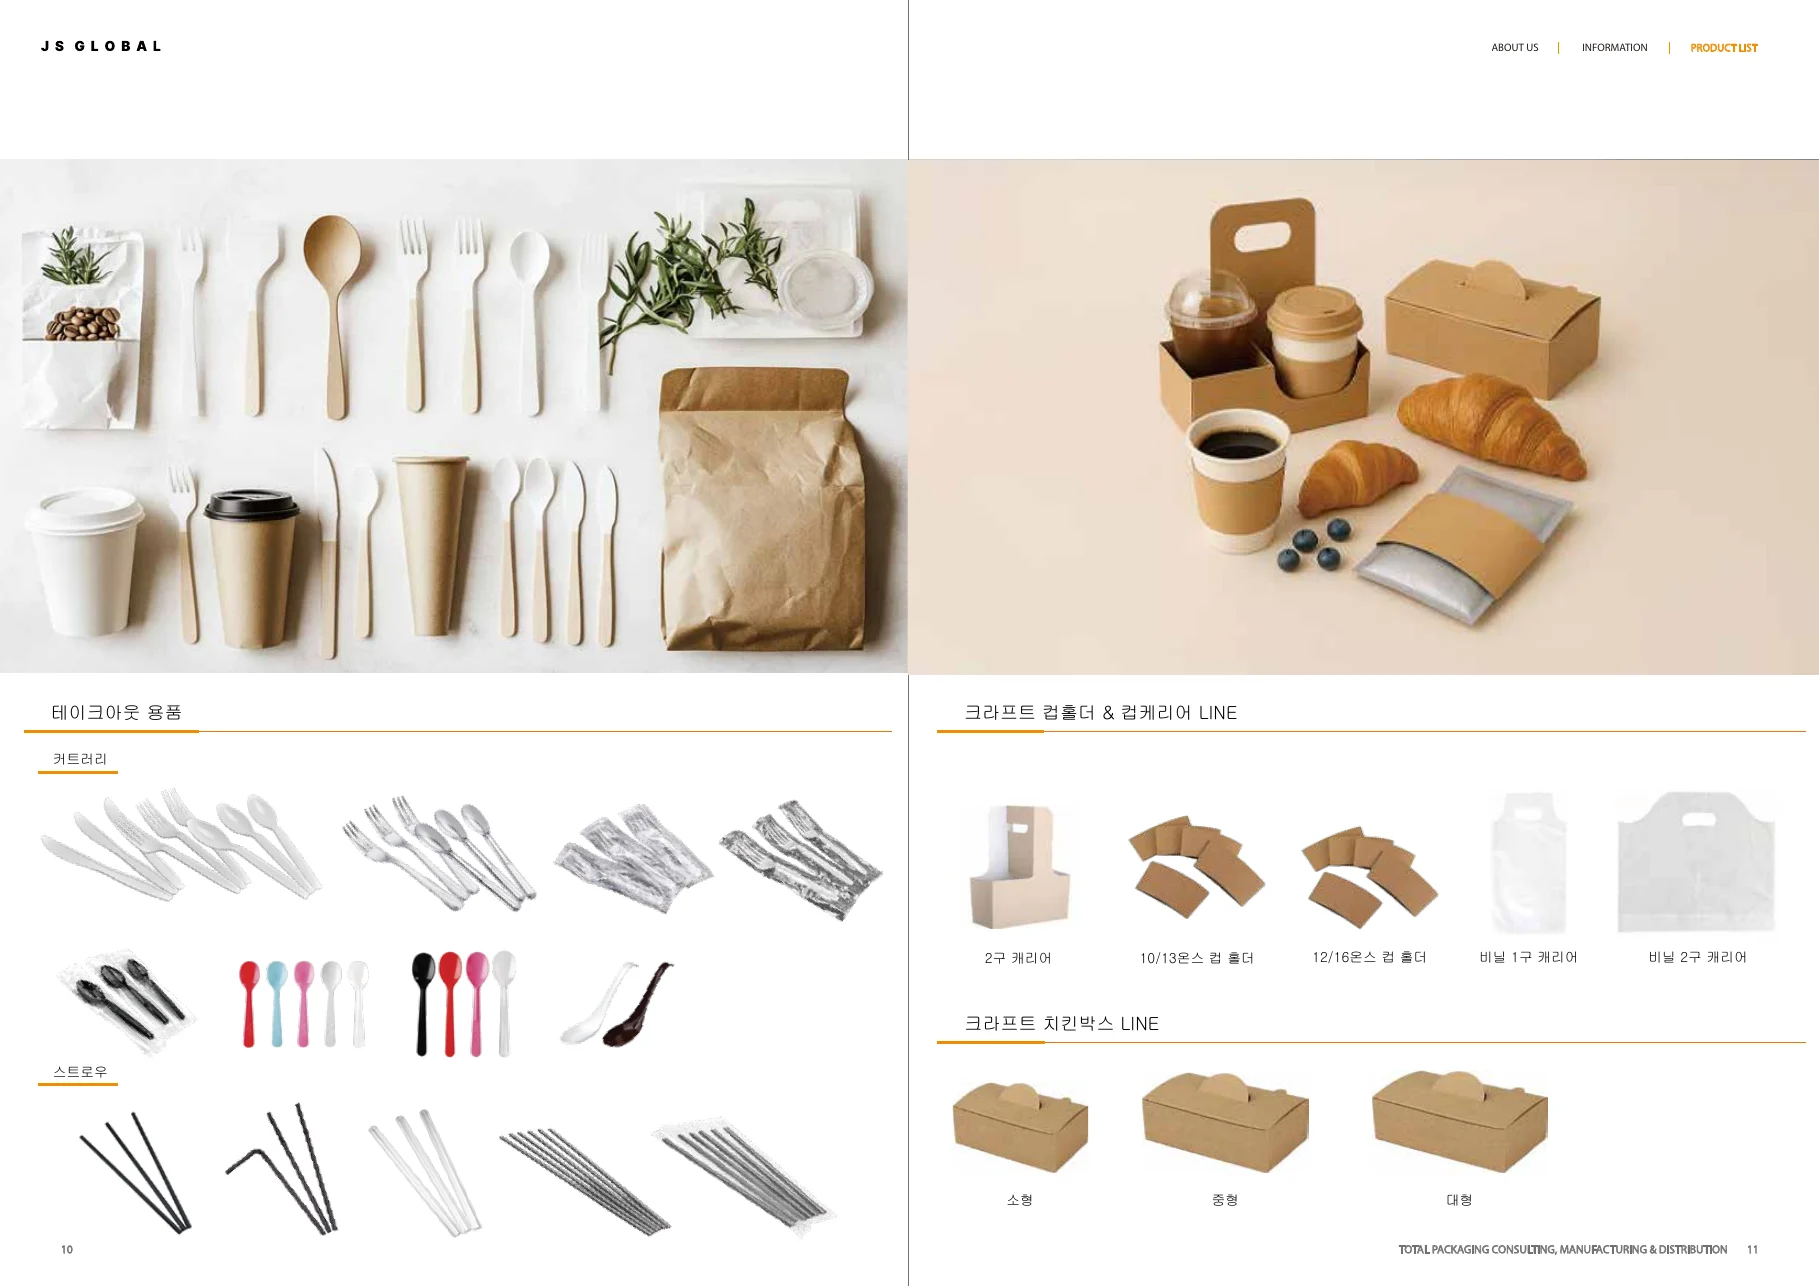 JS GLOBAL
ABOUT US | INFORMATION | PRODUCT LIST
테이크아웃 용품
커트러리
스트로우
10
크라프트 컵홀더 & 컵케리어 LINE
2구 캐리어
10/13온스 컵 홀더
12/16온스 컵 홀더
비닐 1구 캐리어
비닐 2구 캐리어
크라프트 치킨박스 LINE
소형
중형
대형
TOTAL PACKAGING CONSULTING, MANUFACTURING & DISTRIBUTION 11